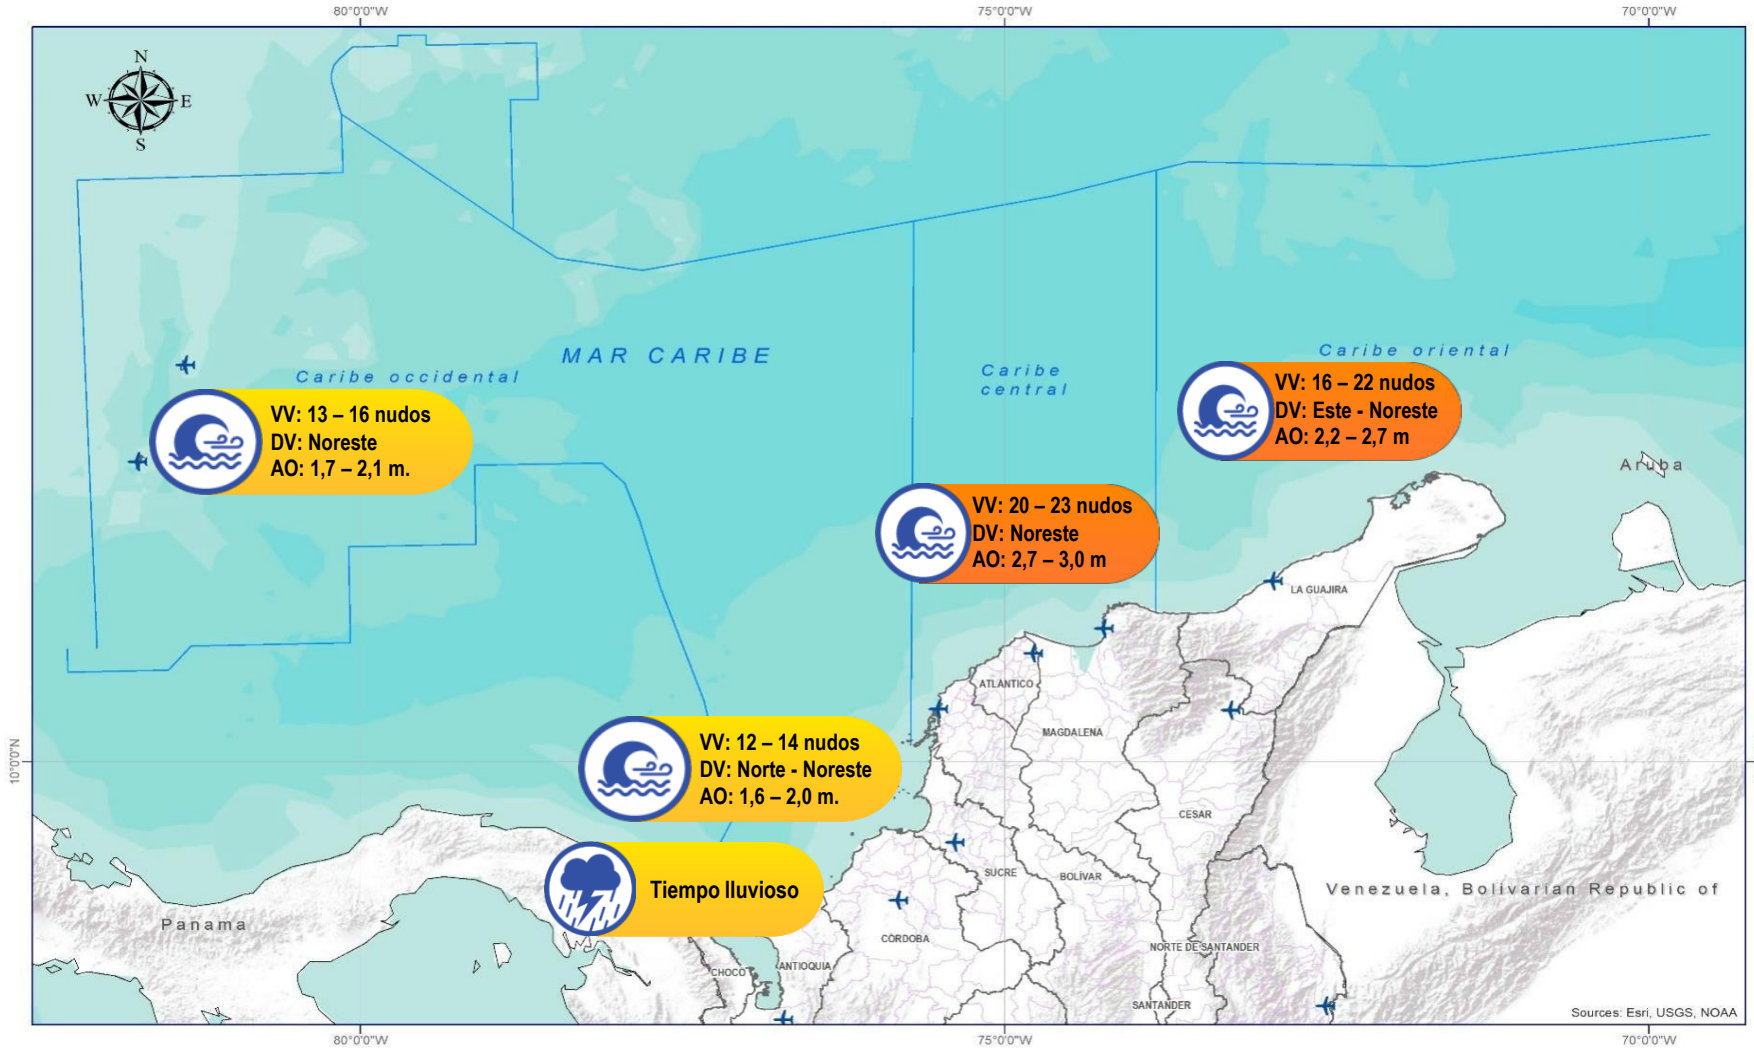 80°0'0"W
75°0'0"W
70°0'0"W
N
W
E
S
MAR CARIBE
Caribe occidental
Caribe
central
Caribe oriental
VV: 13 – 16 nudos
DV: Noreste
AO: 1,7 – 2,1 m.
VV: 16 – 22 nudos
DV: Este - Noreste
AO: 2,2 – 2,7 m
Aruba
VV: 20 – 23 nudos
DV: Noreste
AO: 2,7 – 3,0 m
LA GUAJIRA
ATLÁNTICO
MAGDALENA
10°0'0"N
VV: 12 – 14 nudos
DV: Norte - Noreste
AO: 1,6 – 2,0 m.
CESAR
Tiempo lluvioso
SUCRE
BOLÍVAR
Venezuela, Bolivarian Republic of
Panama
CÓRDOBA
NORTE DE SANTANDER
CHOCÓ
ANTIOQUIA
SANTANDER
Sources: Esri, USGS, NOAA
80°0'0"W
75°0'0"W
70°0'0"W